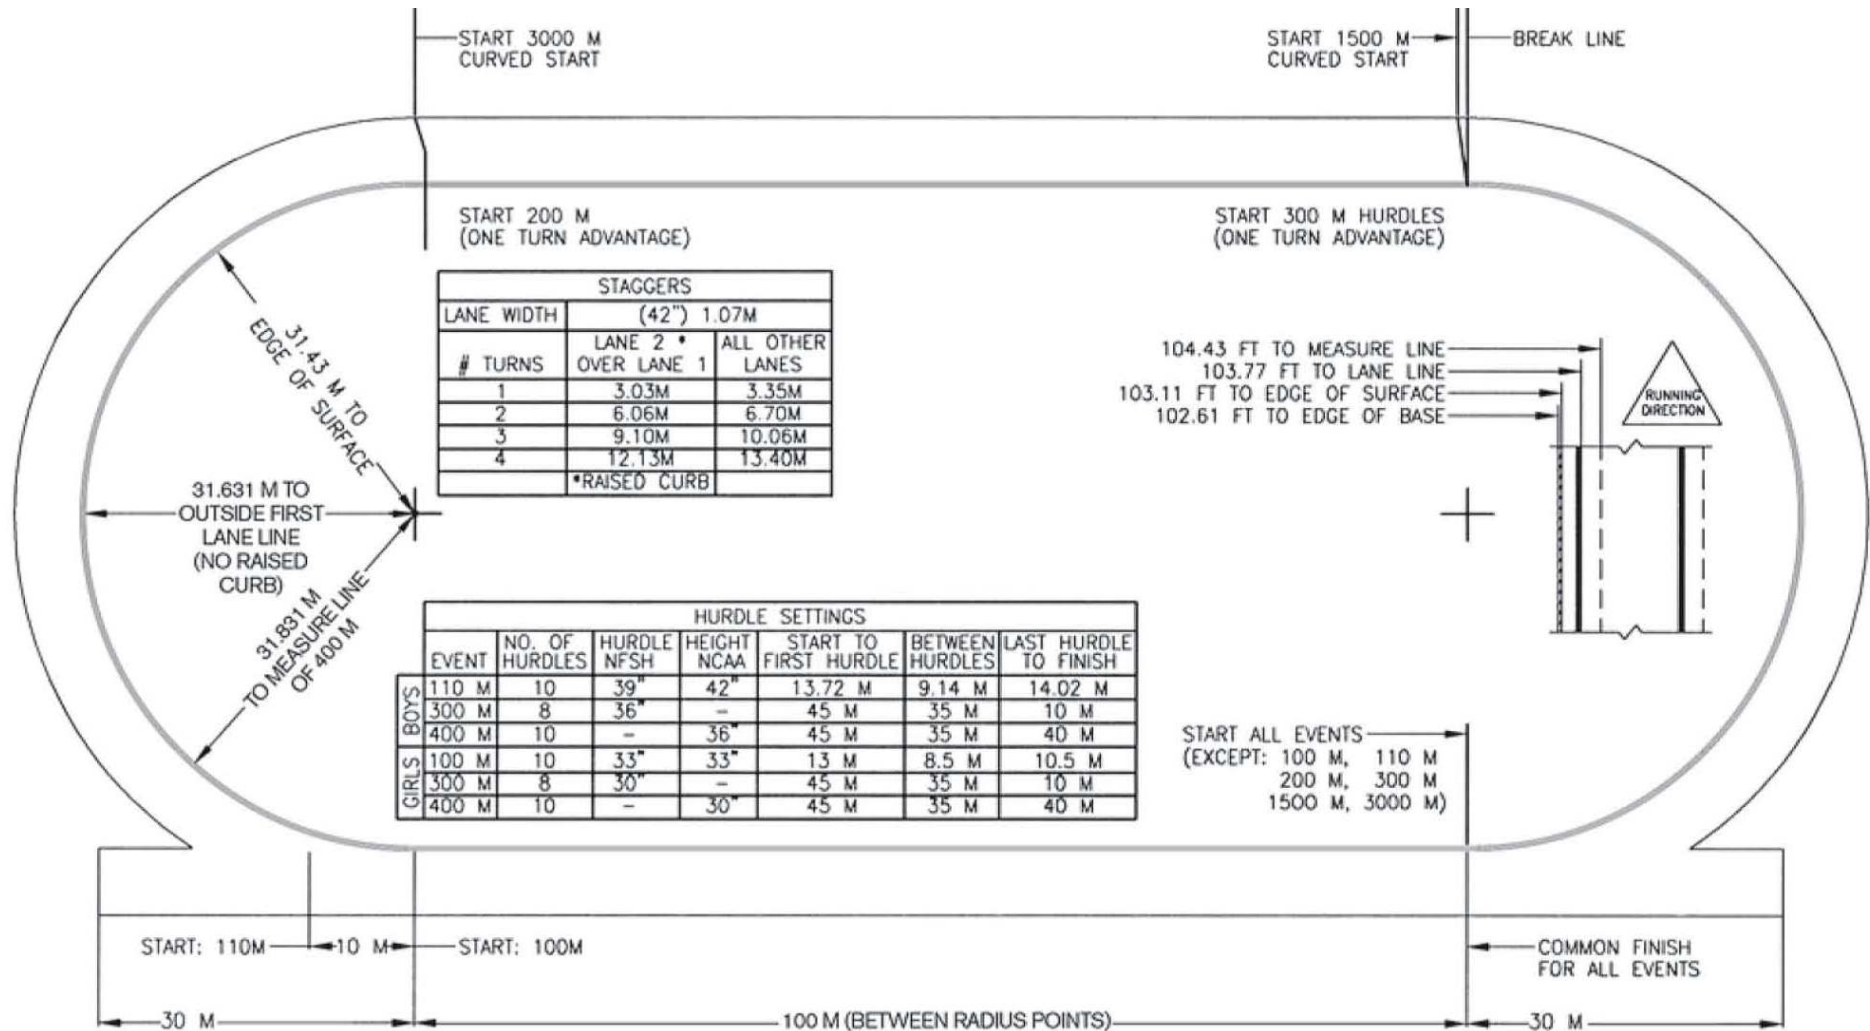 START 3000 M
CURVED START
START 1500 M
CURVED START
BREAK LINE
START 200 M
(ONE TURN ADVANTAGE)
START 300 M HURDLES
(ONE TURN ADVANTAGE)
31.43 M TO
EDGE OF SURFACE
31.631 M TO
OUTSIDE FIRST
LANE LINE
(NO RAISED
CURB)
31.831 M
TO MEASURE LINE
OF 400 M
STAGGERS
LANE WIDTH (42") 1.07M
# TURNS LANE 2 * ALL OTHER
OVER LANE 1 LANES
1 3.03M 3.35M
2 6.06M 6.70M
3 9.10M 10.06M
4 12.13M 13.40M
*RAISED CURB
104.43 FT TO MEASURE LINE
103.77 FT TO LANE LINE
103.11 FT TO EDGE OF SURFACE
102.61 FT TO EDGE OF BASE
RUNNING
DIRECTION
HURDLE SETTINGS
NO. OF HURDLE HEIGHT START TO BETWEEN LAST HURDLE
EVENT HURDLES NFSH NCAA FIRST HURDLE HURDLES TO FINISH
BOYS
110 M 10 39" 42" 13.72 M 9.14 M 14.02 M
300 M 8 36" - 45 M 35 M 10 M
400 M 10 - 36" 45 M 35 M 40 M
GIRLS
100 M 10 33" 33" 13 M 8.5 M 10.5 M
300 M 8 30" - 45 M 35 M 10 M
400 M 10 - 30" 45 M 35 M 40 M
START ALL EVENTS
(EXCEPT: 100 M, 110 M
200 M, 300 M
1500 M, 3000 M)
START: 110M
10 M
START: 100M
COMMON FINISH
FOR ALL EVENTS
30 M
100 M (BETWEEN RADIUS POINTS)
30 M